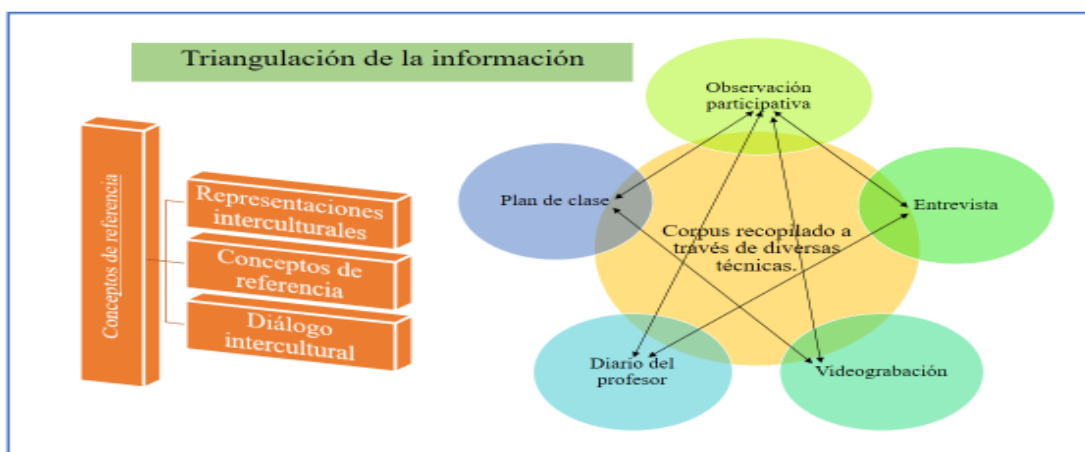 Triangulación de la información
Conceptos de referencia
Representaciones
interculturales
Conceptos de
referencia
Diálogo
intercultural
Observación
participativa
Plan de clase
Entrevista
Corpus recopilado a
través de diversas
técnicas.
Diario del
profesor
Videograbación